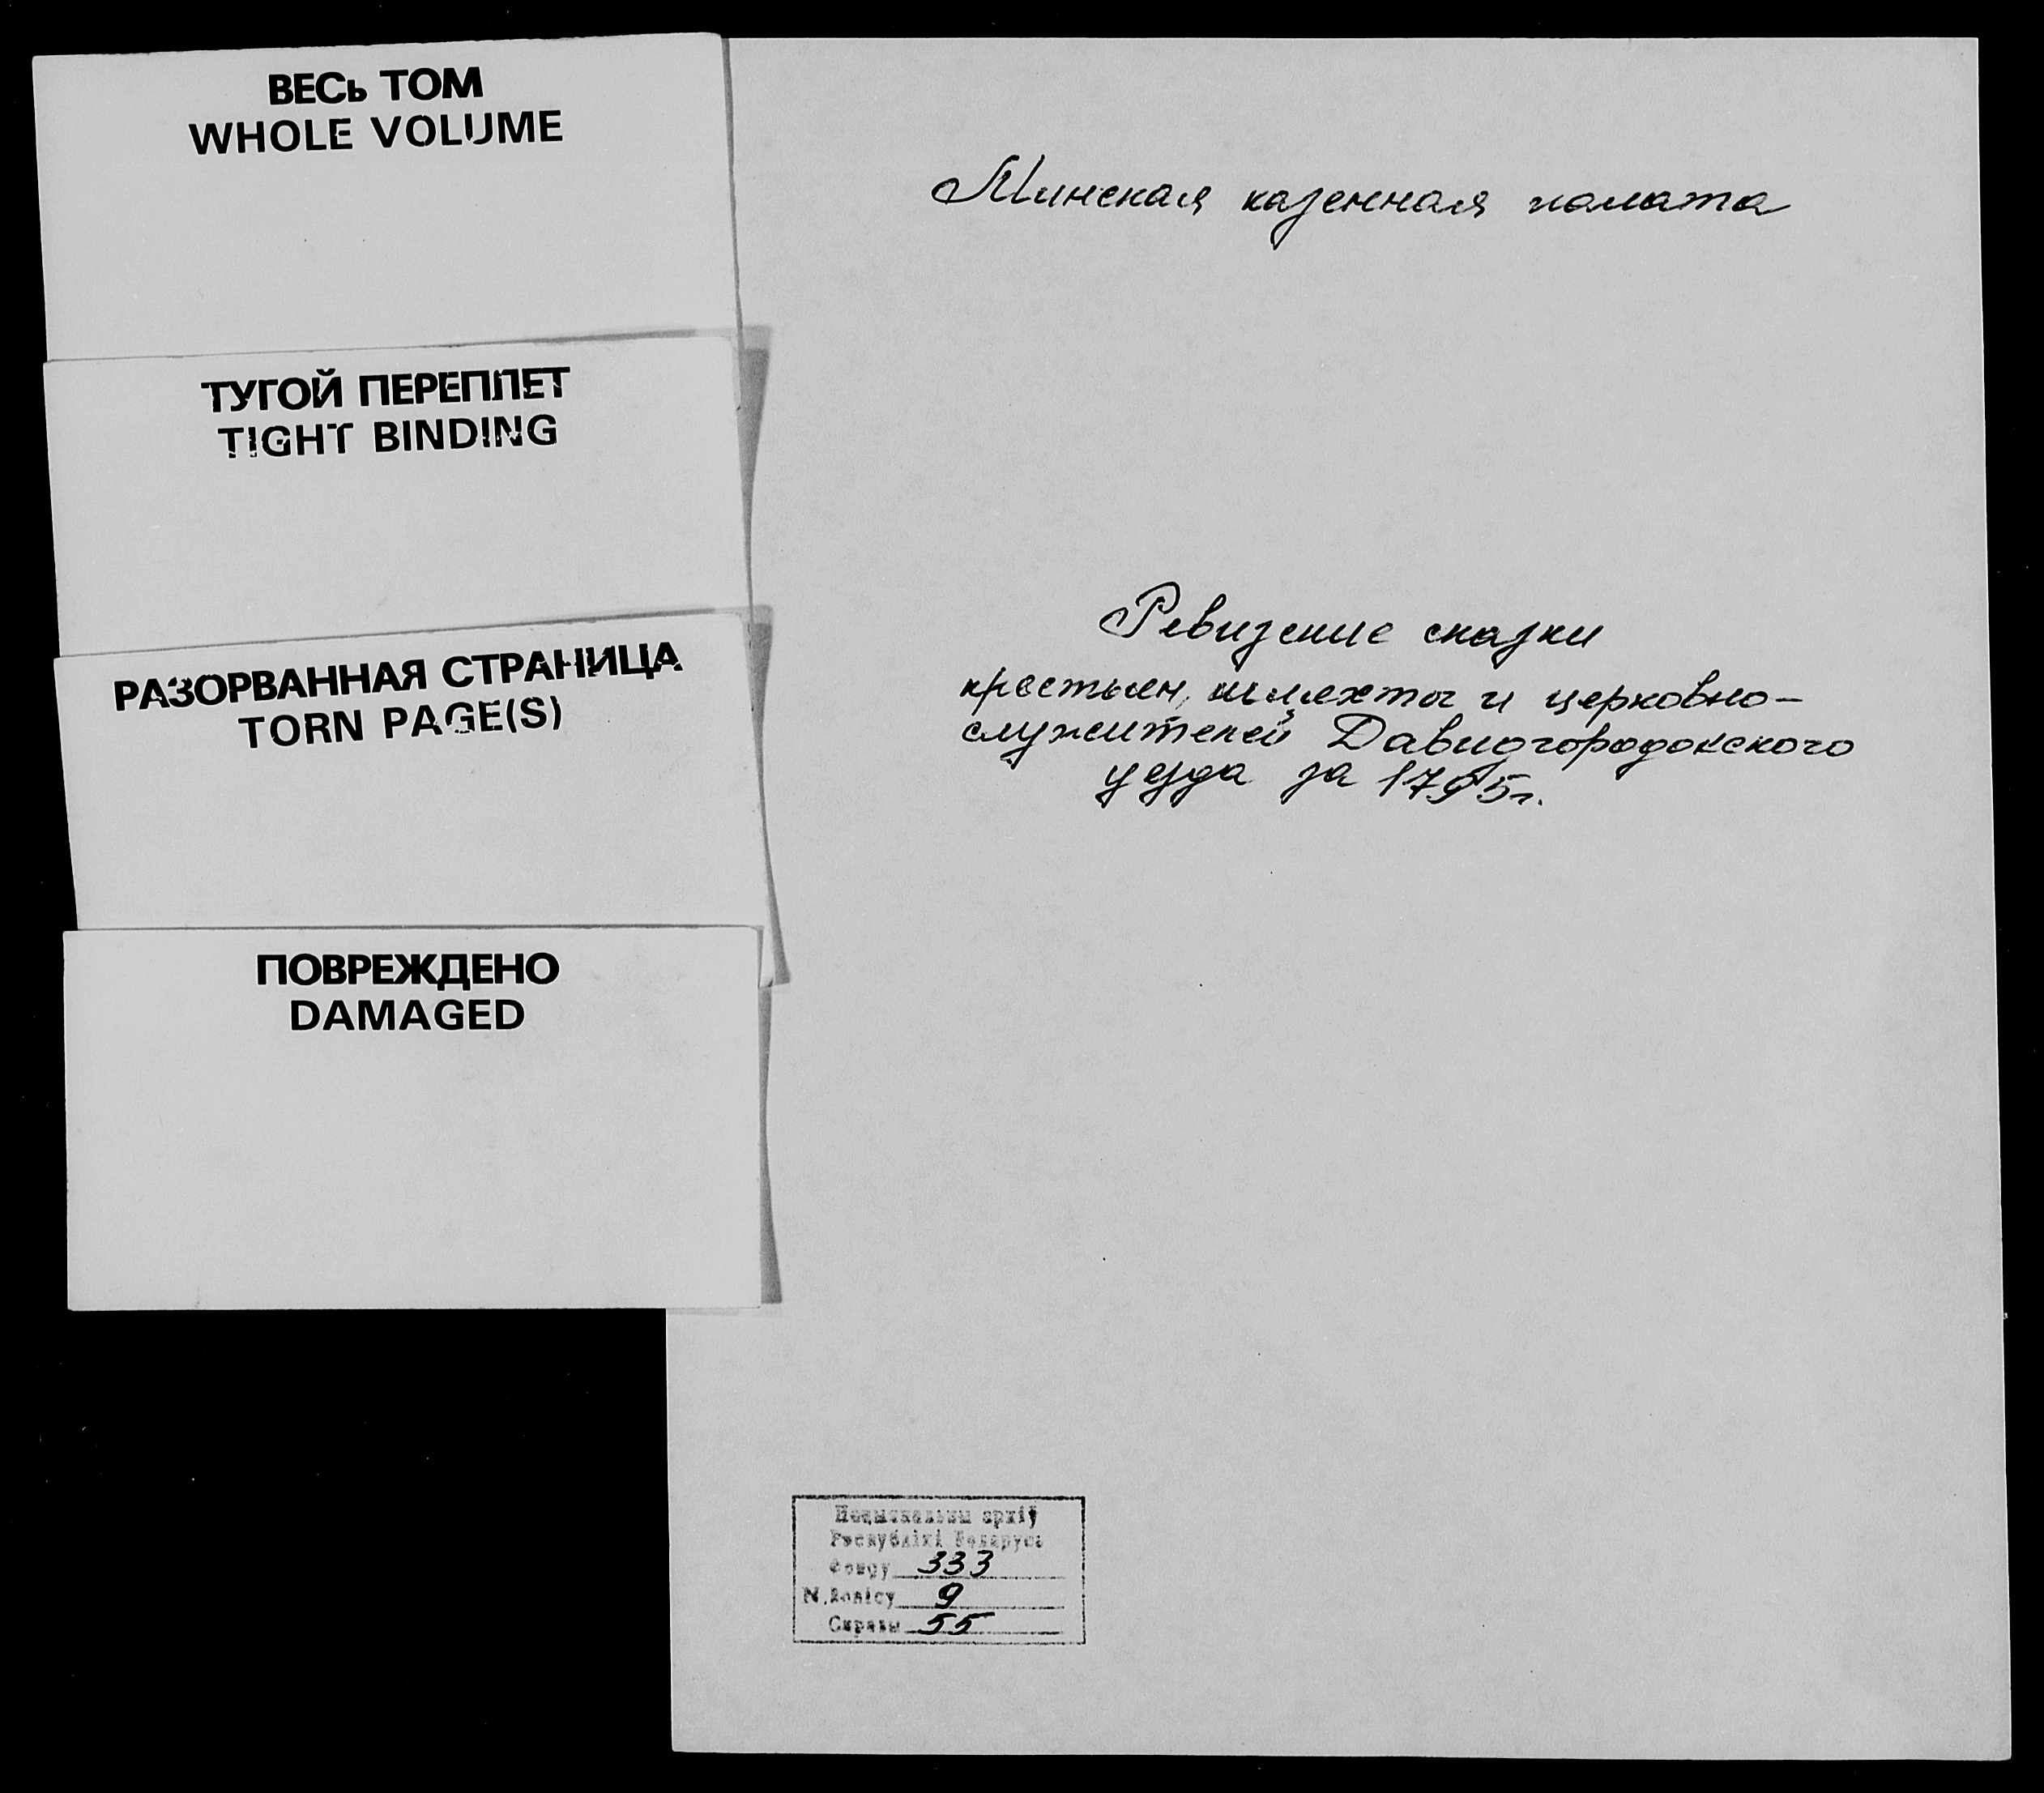 ВЕСЬ ТОМ
WHOLE VOLUME
ТУГОЙ ПЕРЕПЛЕТ
TIGHT BINDING
РАЗОРВАННАЯ СТРАНИЦА
TORN PAGE(S)
ПОВРЕЖДЕНО
DAMAGED
Минская казенная палата
Ревизские сказки
крестьян, шляхты и церковно-
служителей Давидгородокского
уезда за 1795г.
Нацыянальны архіў
Рэспублікі Беларусь
Фонду 333
N. Вопісу 9
Справы 55